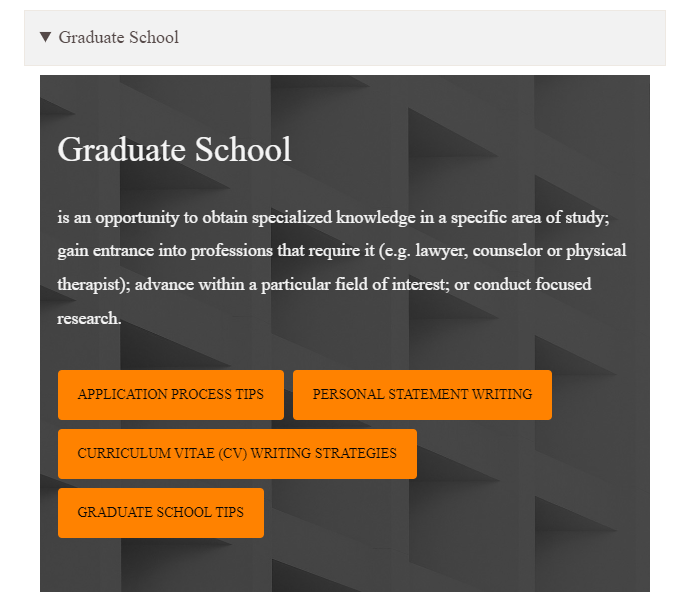 Graduate School
Graduate School
is an opportunity to obtain specialized knowledge in a specific area of study;
gain entrance into professions that require it (e.g. lawyer, counselor or physical
therapist); advance within a particular field of interest; or conduct focused
research.
APPLICATION PROCESS TIPS PERSONAL STATEMENT WRITING
CURRICULUM VITAE (CV) WRITING STRATEGIES
GRADUATE SCHOOL TIPS